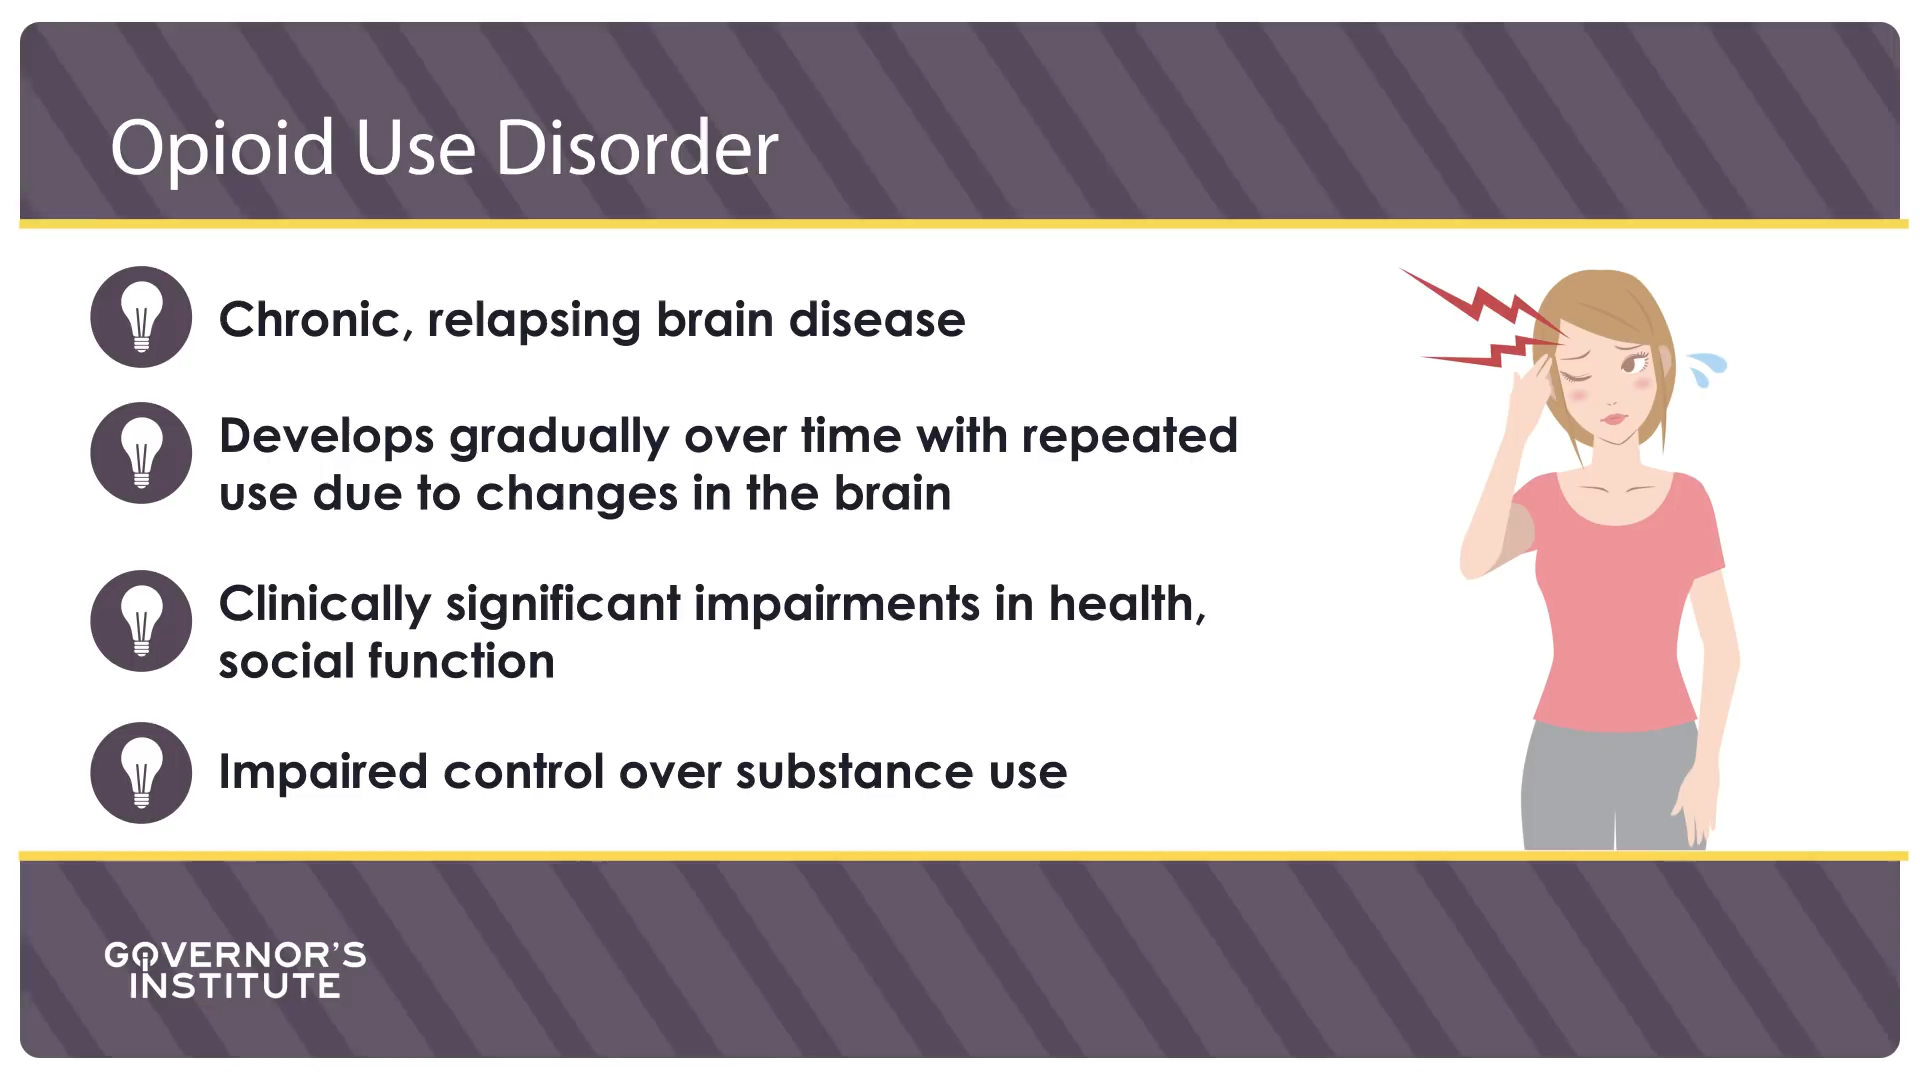 Opioid Use Disorder
Chronic, relapsing brain disease
Develops gradually over time with repeated
use due to changes in the brain
Clinically significant impairments in health,
social function
Impaired control over substance use
GOVERNOR'S
INSTITUTE